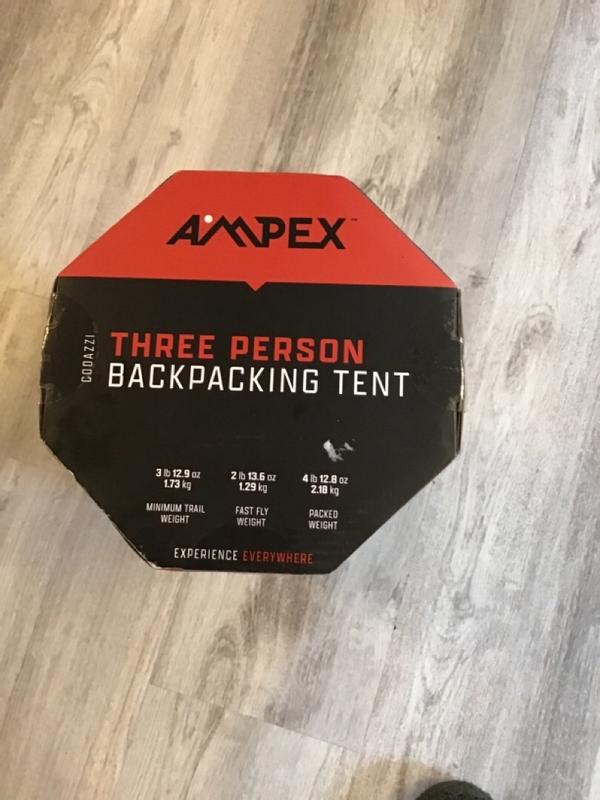 AMPEX™
CODAZZI
THREE PERSON
BACKPACKING TENT
3 lb 12.9 oz
1.73 kg
MINIMUM TRAIL
WEIGHT
2 lb 13.6 oz
1.29 kg
FAST FLY
WEIGHT
4 lb 12.8 oz
2.18 kg
PACKED
WEIGHT
EXPERIENCE EVERYWHERE